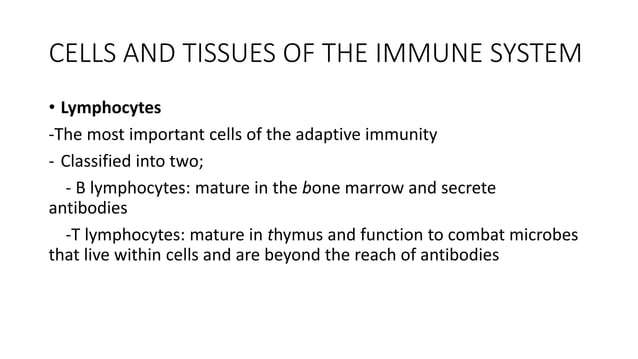 CELLS AND TISSUES OF THE IMMUNE SYSTEM
• Lymphocytes
-The most important cells of the adaptive immunity
- Classified into two;
- B lymphocytes: mature in the bone marrow and secrete
antibodies
-T lymphocytes: mature in thymus and function to combat microbes
that live within cells and are beyond the reach of antibodies